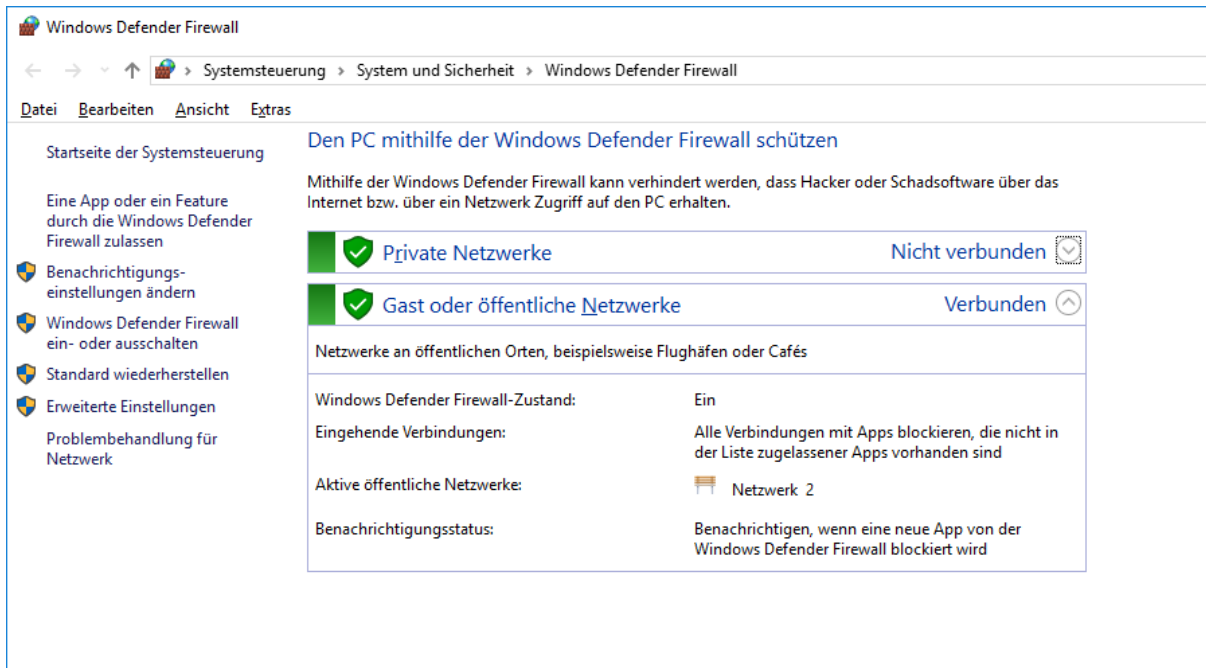 Windows Defender Firewall
Systemsteuerung > System und Sicherheit > Windows Defender Firewall
Datei Bearbeiten Ansicht Extras
Startseite der Systemsteuerung
Eine App oder ein Feature
durch die Windows Defender
Firewall zulassen
Benachrichtigungs-
einstellungen ändern
Windows Defender Firewall
ein- oder ausschalten
Standard wiederherstellen
Erweiterte Einstellungen
Problembehandlung für
Netzwerk
Den PC mithilfe der Windows Defender Firewall schützen
Mithilfe der Windows Defender Firewall kann verhindert werden, dass Hacker oder Schadsoftware über das
Internet bzw. über ein Netzwerk Zugriff auf den PC erhalten.
Private Netzwerke Nicht verbunden
Gast oder öffentliche Netzwerke Verbunden
Netzwerke an öffentlichen Orten, beispielsweise Flughäfen oder Cafés
Windows Defender Firewall-Zustand: Ein
Eingehende Verbindungen: Alle Verbindungen mit Apps blockieren, die nicht in
der Liste zugelassener Apps vorhanden sind
Aktive öffentliche Netzwerke: Netzwerk 2
Benachrichtigungsstatus: Benachrichtigen, wenn eine neue App von der
Windows Defender Firewall blockiert wird